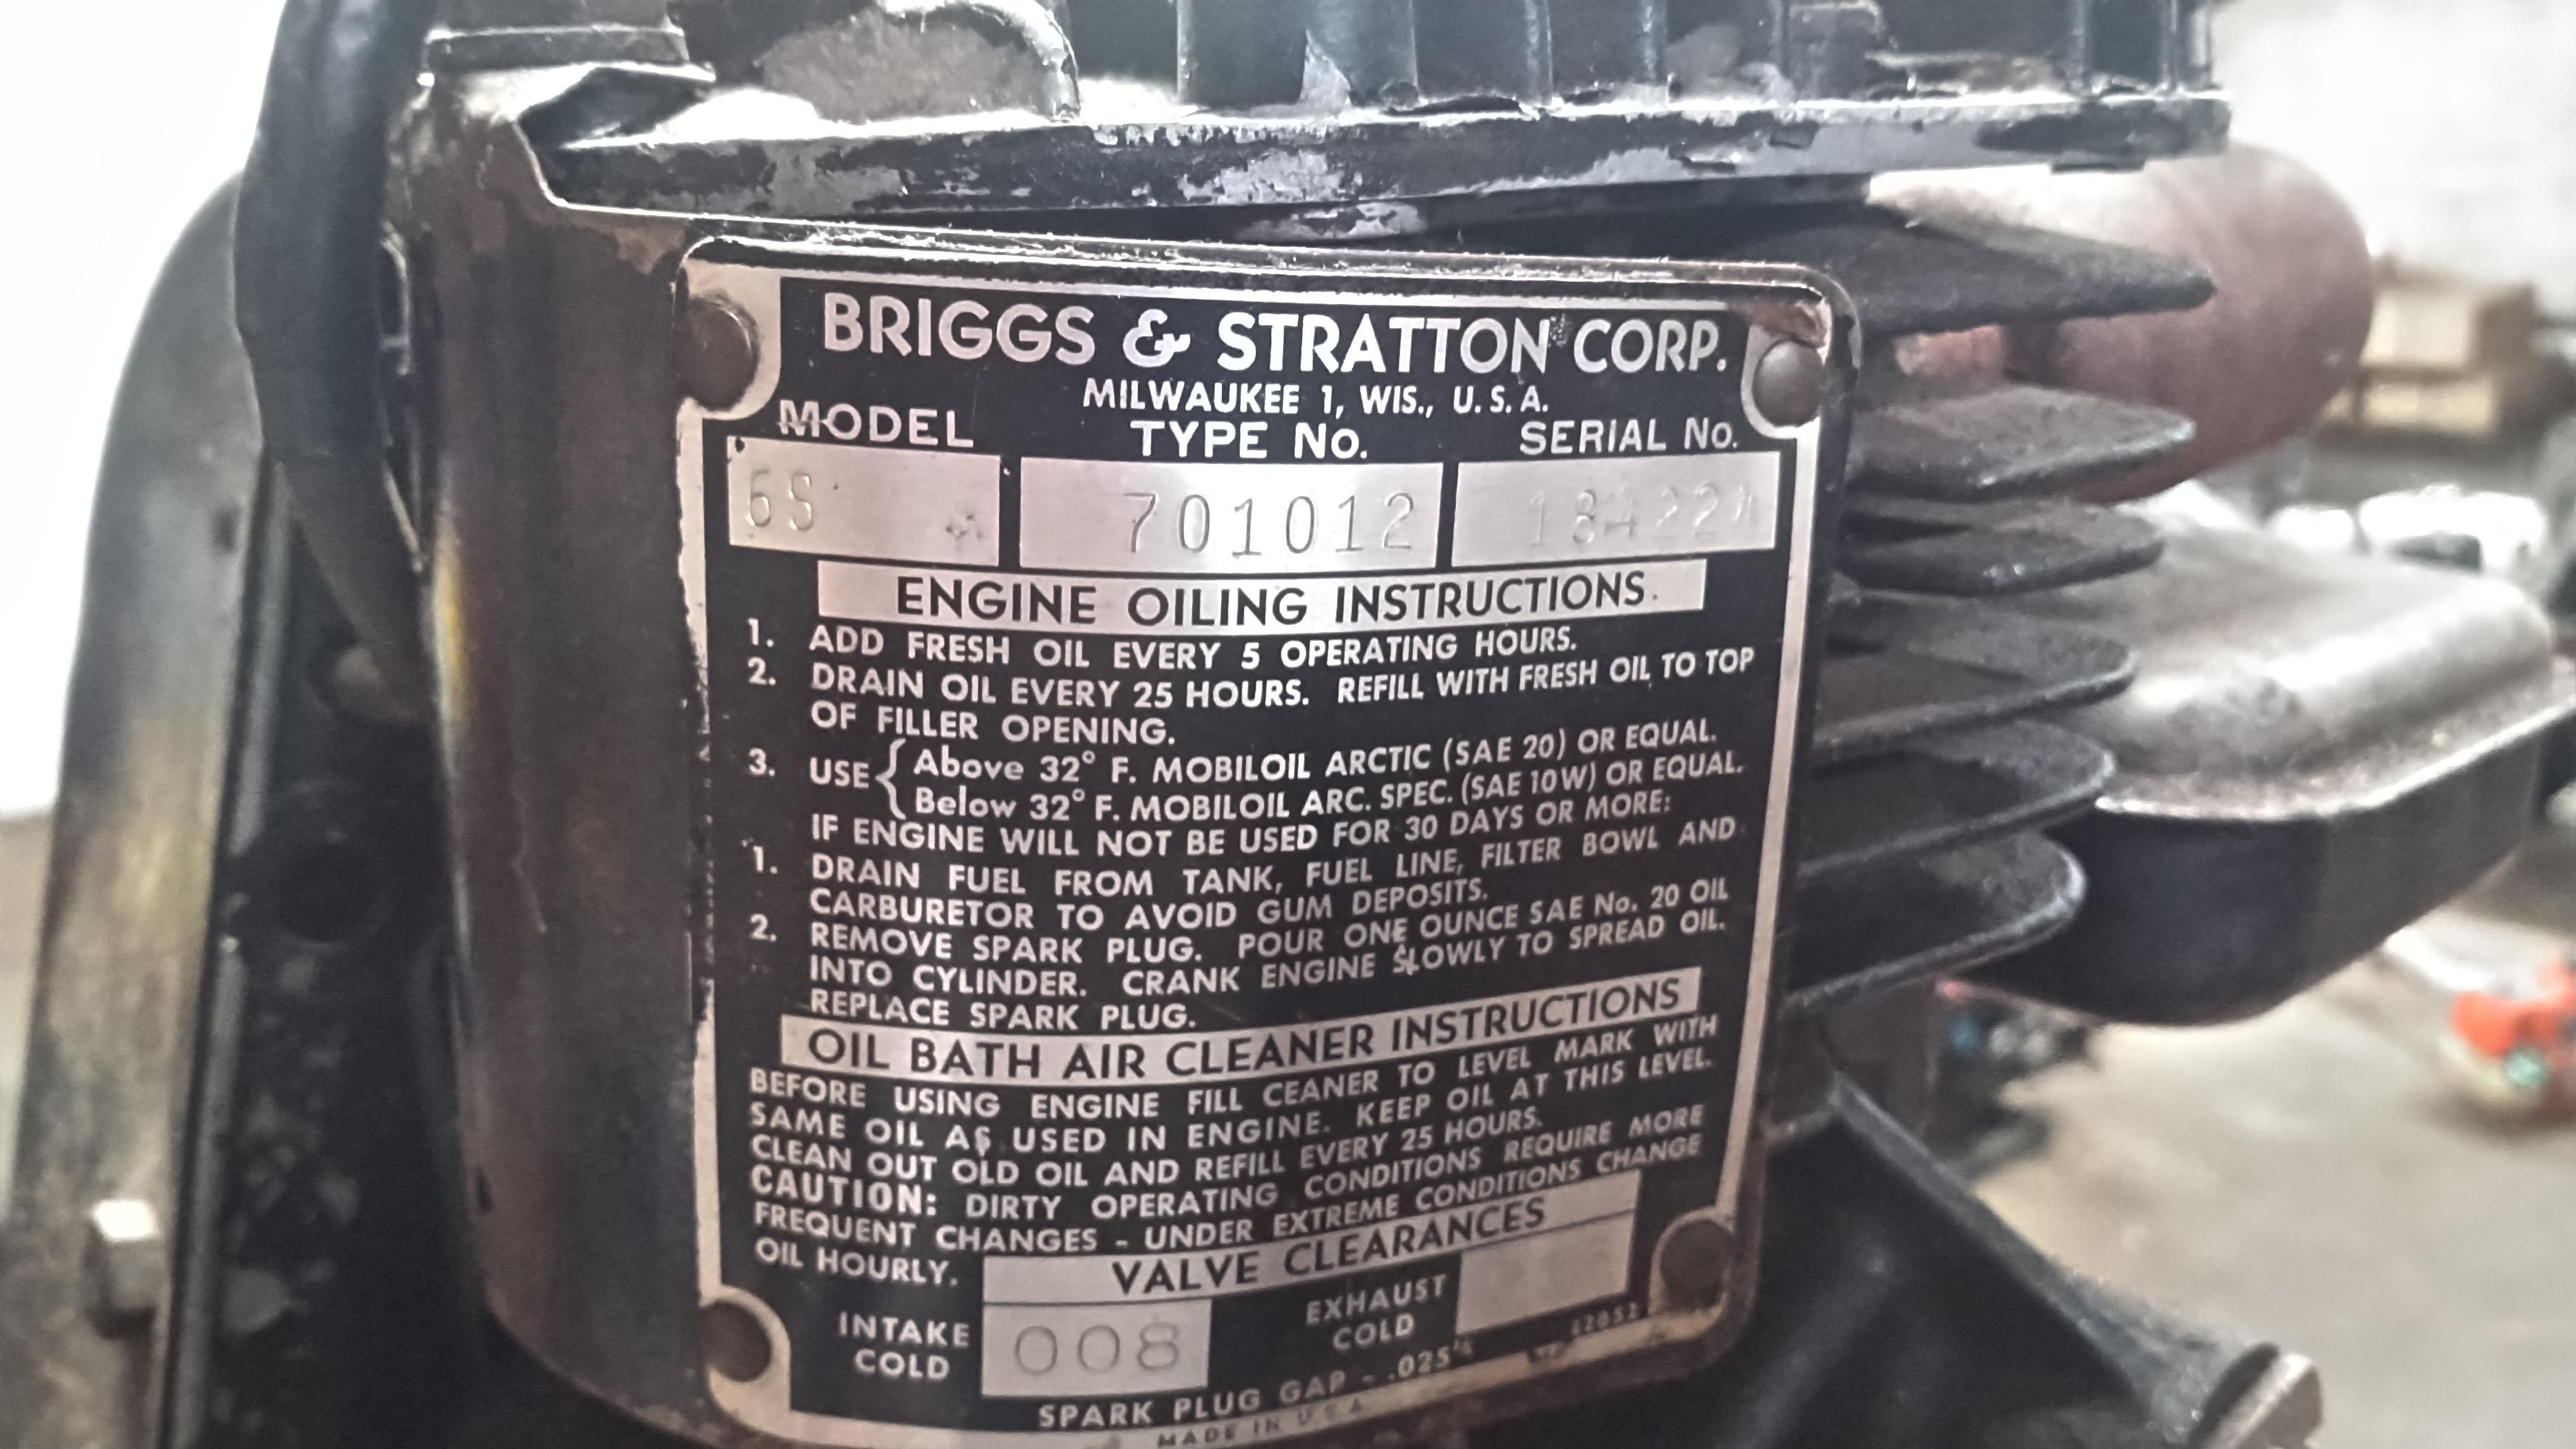 BRIGGS & STRATTON CORP.
MILWAUKEE 1, WIS., U. S. A.
MODEL TYPE No. SERIAL No.
6S 701012
ENGINE OILING INSTRUCTIONS.
1. ADD FRESH OIL EVERY 5 OPERATING HOURS.
2. DRAIN OIL EVERY 25 HOURS. REFILL WITH FRESH OIL TO TOP
OF FILLER OPENING.
3. USE { Above 32° F. MOBILOIL ARCTIC (SAE 20) OR EQUAL.
Below 32° F. MOBILOIL ARC. SPEC. (SAE 10W) OR EQUAL.
IF ENGINE WILL NOT BE USED FOR 30 DAYS OR MORE:
1. DRAIN FUEL FROM TANK, FUEL LINE, FILTER BOWL AND
CARBURETOR TO AVOID GUM DEPOSITS.
2. REMOVE SPARK PLUG. POUR ONE OUNCE SAE No. 20 OIL
INTO CYLINDER. CRANK ENGINE SLOWLY TO SPREAD OIL.
REPLACE SPARK PLUG.
OIL BATH AIR CLEANER INSTRUCTIONS
BEFORE USING ENGINE FILL CEANER TO LEVEL MARK WITH
SAME OIL AS USED IN ENGINE. KEEP OIL AT THIS LEVEL.
CLEAN OUT OLD OIL AND REFILL EVERY 25 HOURS.
CAUTION: DIRTY OPERATING CONDITIONS REQUIRE MORE
FREQUENT CHANGES - UNDER EXTREME CONDITIONS CHANGE
OIL HOURLY.
VALVE CLEARANCES
INTAKE COLD 008 EXHAUST COLD
SPARK PLUG GAP - .025
MADE IN U S A